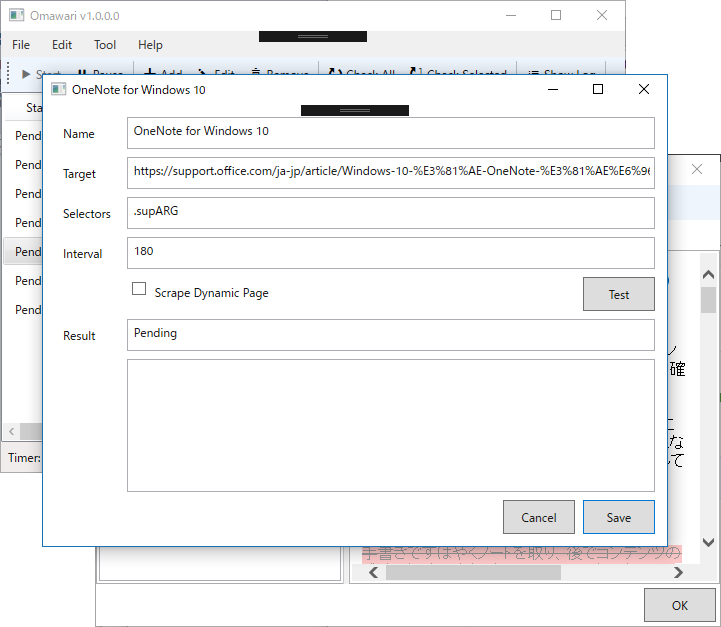 Omawari v1.0.0.0
File Edit Tool Help
Start Pause Add Edit Remove Check All Check Selected Show Log
OneNote for Windows 10
Name OneNote for Windows 10
Target https://support.office.com/ja-jp/article/Windows-10-%E3%81%AE-OneNote-%E3%81%AE%E6%96
Selectors .supARG
Interval 180
Scrape Dynamic Page Test
Result Pending
Cancel Save
Sta
Pend
Pend
Pend
Pend
Pend
Pend
Pend
Timer:
ノ
確
な
て
手書きですばやくノートを取り、後でコンテンツの
OK